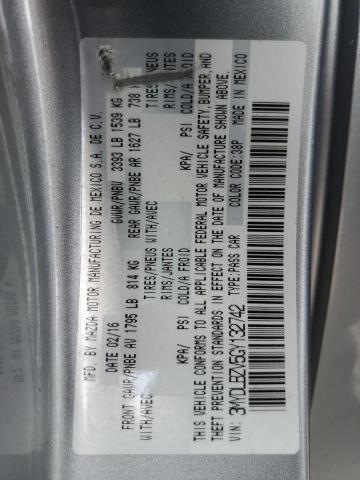 MFD BY MAZDA MOTOR MANUFACTURING DE MEXICO S.A. DE C.V.
DATE 02/16 GVWR/PNBV 3393 LB 1539 KG
FRONT GAWR/PNBE AV 1795 LB 814 KG REAR GAWR/PNBE AR 1627 LB 738
WITH/AVEC TIRES/PNEUS WITH/AVEC TIRES/PNEUS
RIMS/JANTES RIMS/
KPA/ PSI COLD/A FROID KPA/ PSI COLD/A FROID
THIS VEHICLE CONFORMS TO ALL APPLICABLE FEDERAL MOTOR VEHICLE SAFETY, BUMPER, AND
THEFT PREVENTION STANDARDS IN EFFECT ON THE DATE OF MANUFACTURE SHOWN ABOVE.
VIN: 3MYDLBZV5GY132742 TYPE: PASS CAR COLOR CODE: 38P MADE IN MEXICO